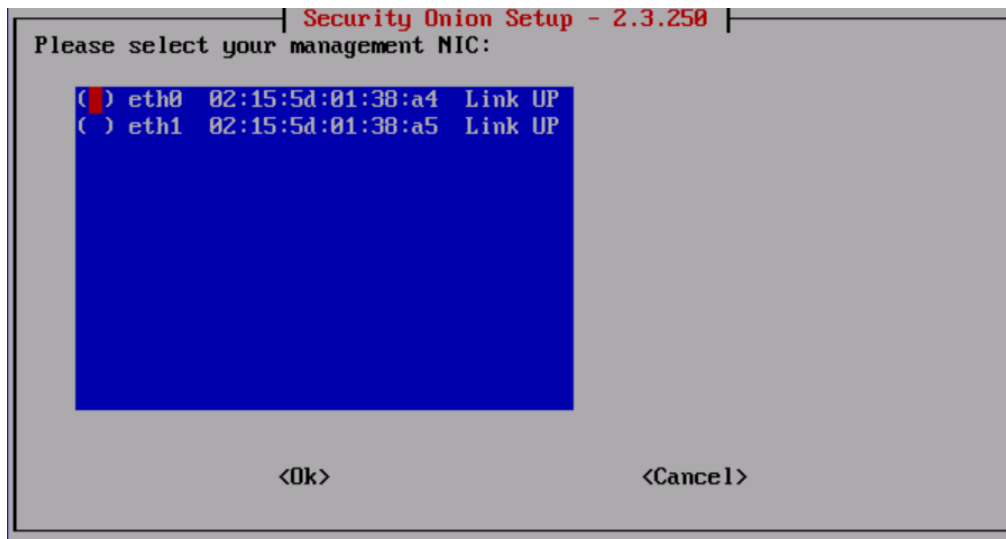 Security Onion Setup - 2.3.250
Please select your management NIC:
( ) eth0 02:15:5d:01:38:a4 Link UP
( ) eth1 02:15:5d:01:38:a5 Link UP
<Ok> <Cancel>